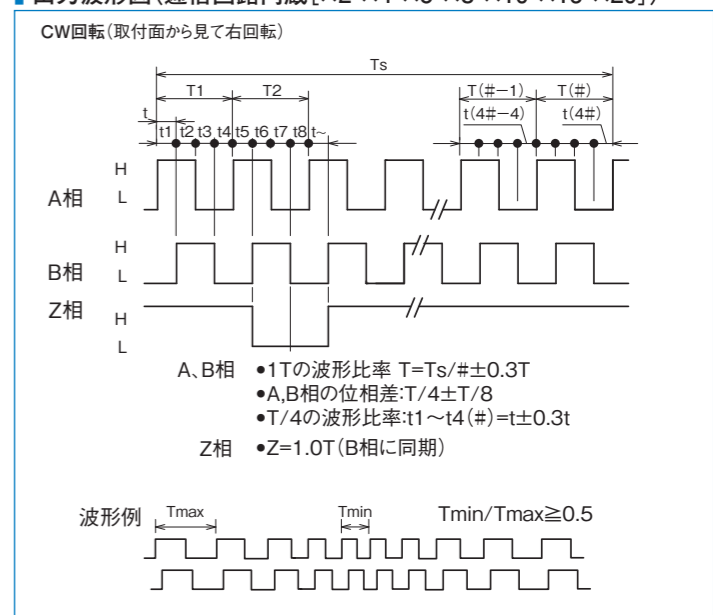 CW回転(取付面から見て右回転)
Ts
T1 T2 T(#−1) T(#)
t t(4#−4) t(4#)
t1 t2 t3 t4 t5 t6 t7 t8 t~
H
A相 L
H
B相 L
Z相 H
L
A、B相 •1Tの波形比率 T=Ts/#±0.3T
•A,B相の位相差:T/4±T/8
•T/4の波形比率:t1～t4(#)=t±0.3t
Z相 •Z=1.0T(B相に同期)
波形例 Tmax Tmin Tmin/Tmax≧0.5